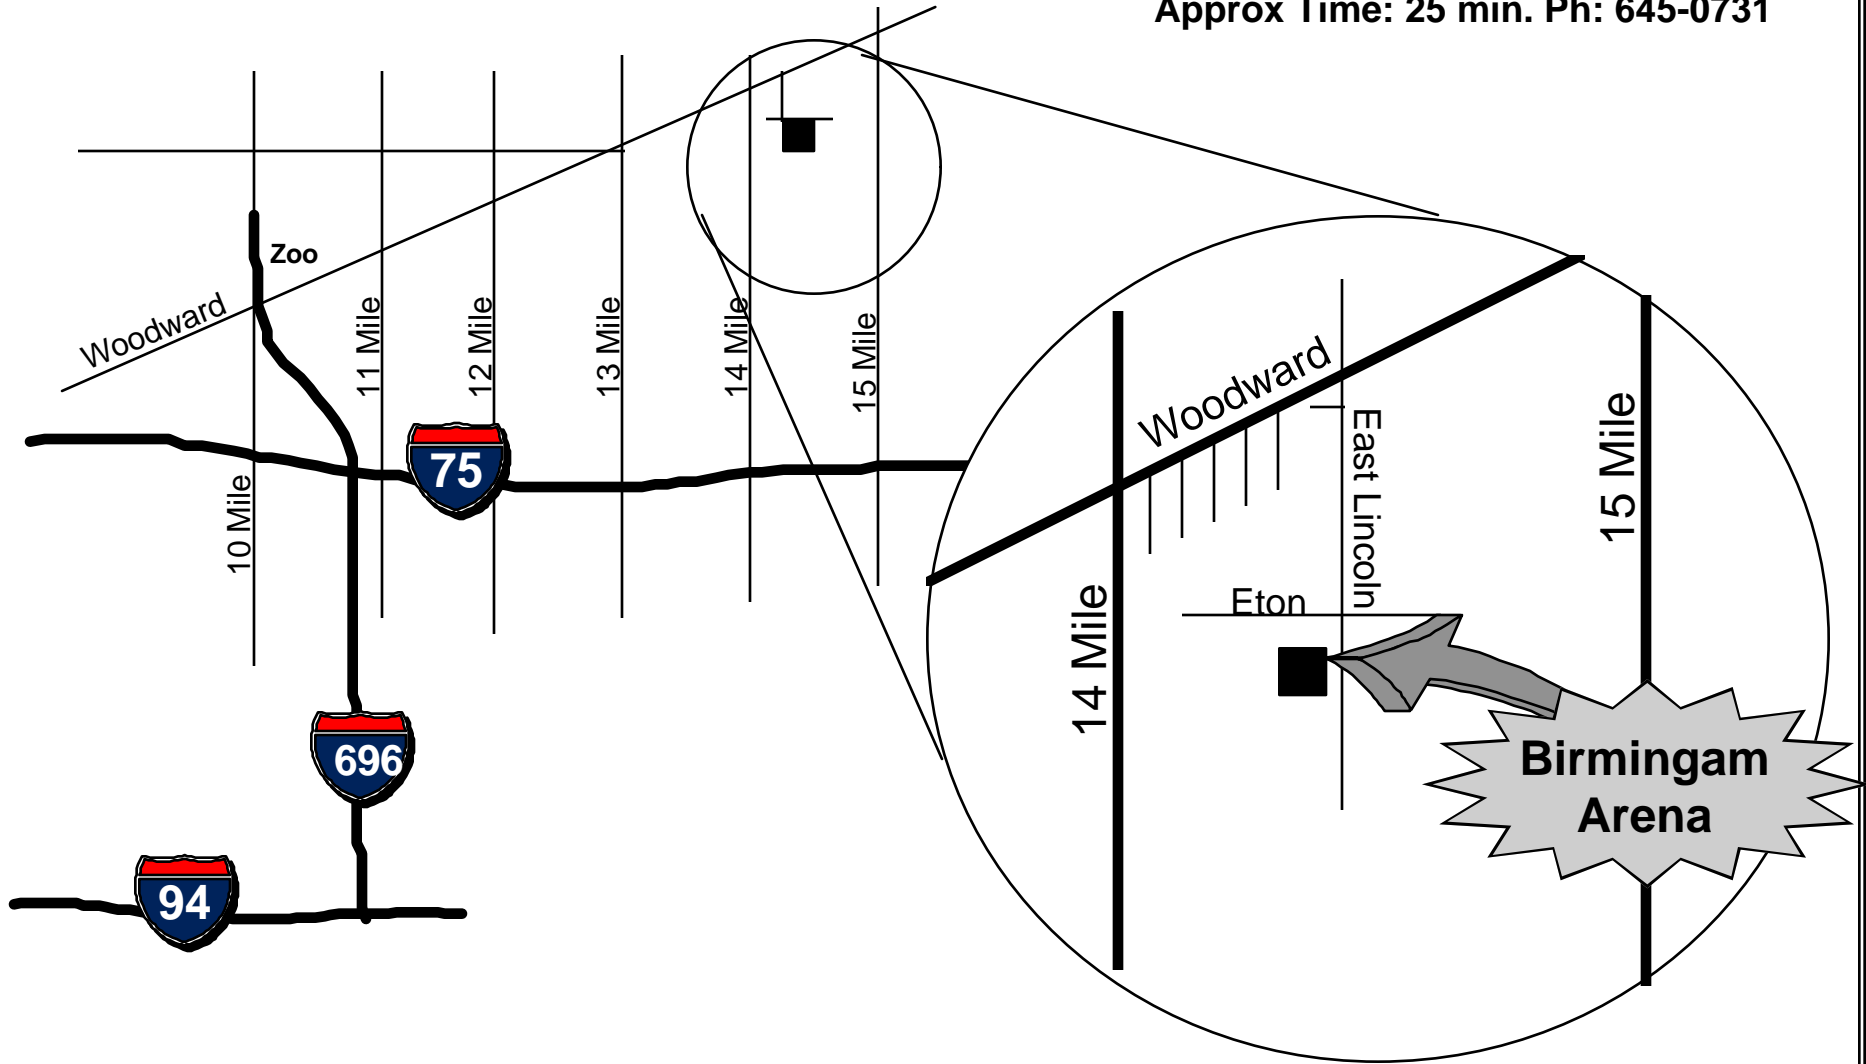 Approx Time: 25 min. Ph: 645-0731
Zoo
Woodward
11 Mile
12 Mile
13 Mile
14 Mile
15 Mile
10 Mile
75
696
94
Woodward
East Lincoln
15 Mile
Eton
14 Mile
Birmingam
Arena